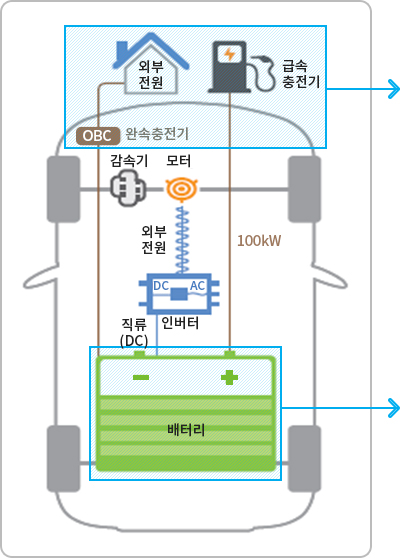 외부
전원
급속
충전기
OBC 완속충전기
감속기 모터
외부
전원
100kW
DC AC
직류
(DC)
인버터
배터리